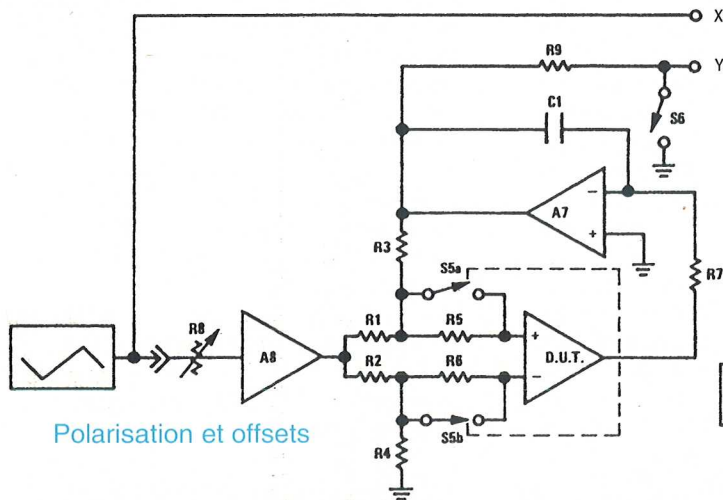 X
R9
Y
C1
S6
−
A7
+
R3
R7
S5a
R8
R1
R5
+
A8
D.U.T.
R2
R6
−
Polarisation et offsets
S5b
R4